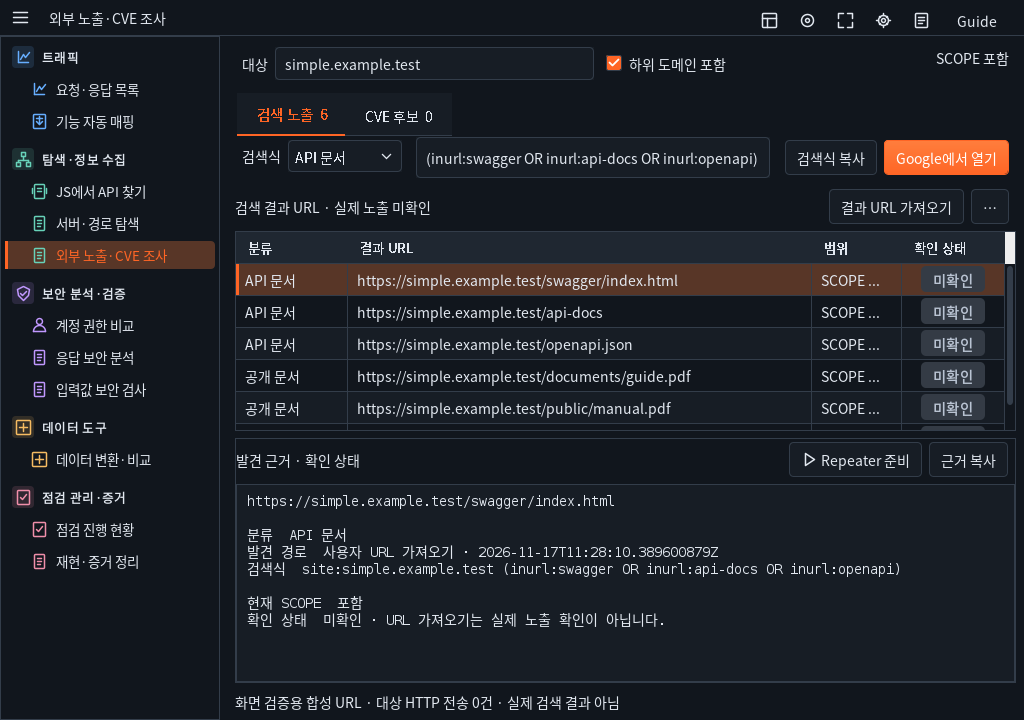 외부 노출·CVE 조사
Guide
트래픽
요청·응답 목록
기능 자동 매핑
탐색·정보 수집
JS에서 API 찾기
서버·경로 탐색
외부 노출·CVE 조사
보안 분석·검증
계정 권한 비교
응답 보안 분석
입력값 보안 검사
데이터 도구
데이터 변환·비교
점검 관리·증거
점검 진행 현황
재현·증거 정리
대상 simple.example.test 하위 도메인 포함 SCOPE 포함
검색 노출 6 CVE 후보 0
검색식 API 문서 (inurl:swagger OR inurl:api-docs OR inurl:openapi) 검색식 복사 Google에서 열기
검색 결과 URL · 실제 노출 미확인 결과 URL 가져오기 ···
분류 결과 URL 범위 확인 상태
API 문서 https://simple.example.test/swagger/index.html SCOPE ... 미확인
API 문서 https://simple.example.test/api-docs SCOPE ... 미확인
API 문서 https://simple.example.test/openapi.json SCOPE ... 미확인
공개 문서 https://simple.example.test/documents/guide.pdf SCOPE ... 미확인
공개 문서 https://simple.example.test/public/manual.pdf SCOPE ... 미확인
발견 근거 · 확인 상태 Repeater 준비 근거 복사
https://simple.example.test/swagger/index.html
분류 API 문서
발견 경로 사용자 URL 가져오기 · 2026-11-17T11:28:10.389600879Z
검색식 site:simple.example.test (inurl:swagger OR inurl:api-docs OR inurl:openapi)
현재 SCOPE 포함
확인 상태 미확인 · URL 가져오기는 실제 노출 확인이 아닙니다.
화면 검증용 합성 URL · 대상 HTTP 전송 0건 · 실제 검색 결과 아님